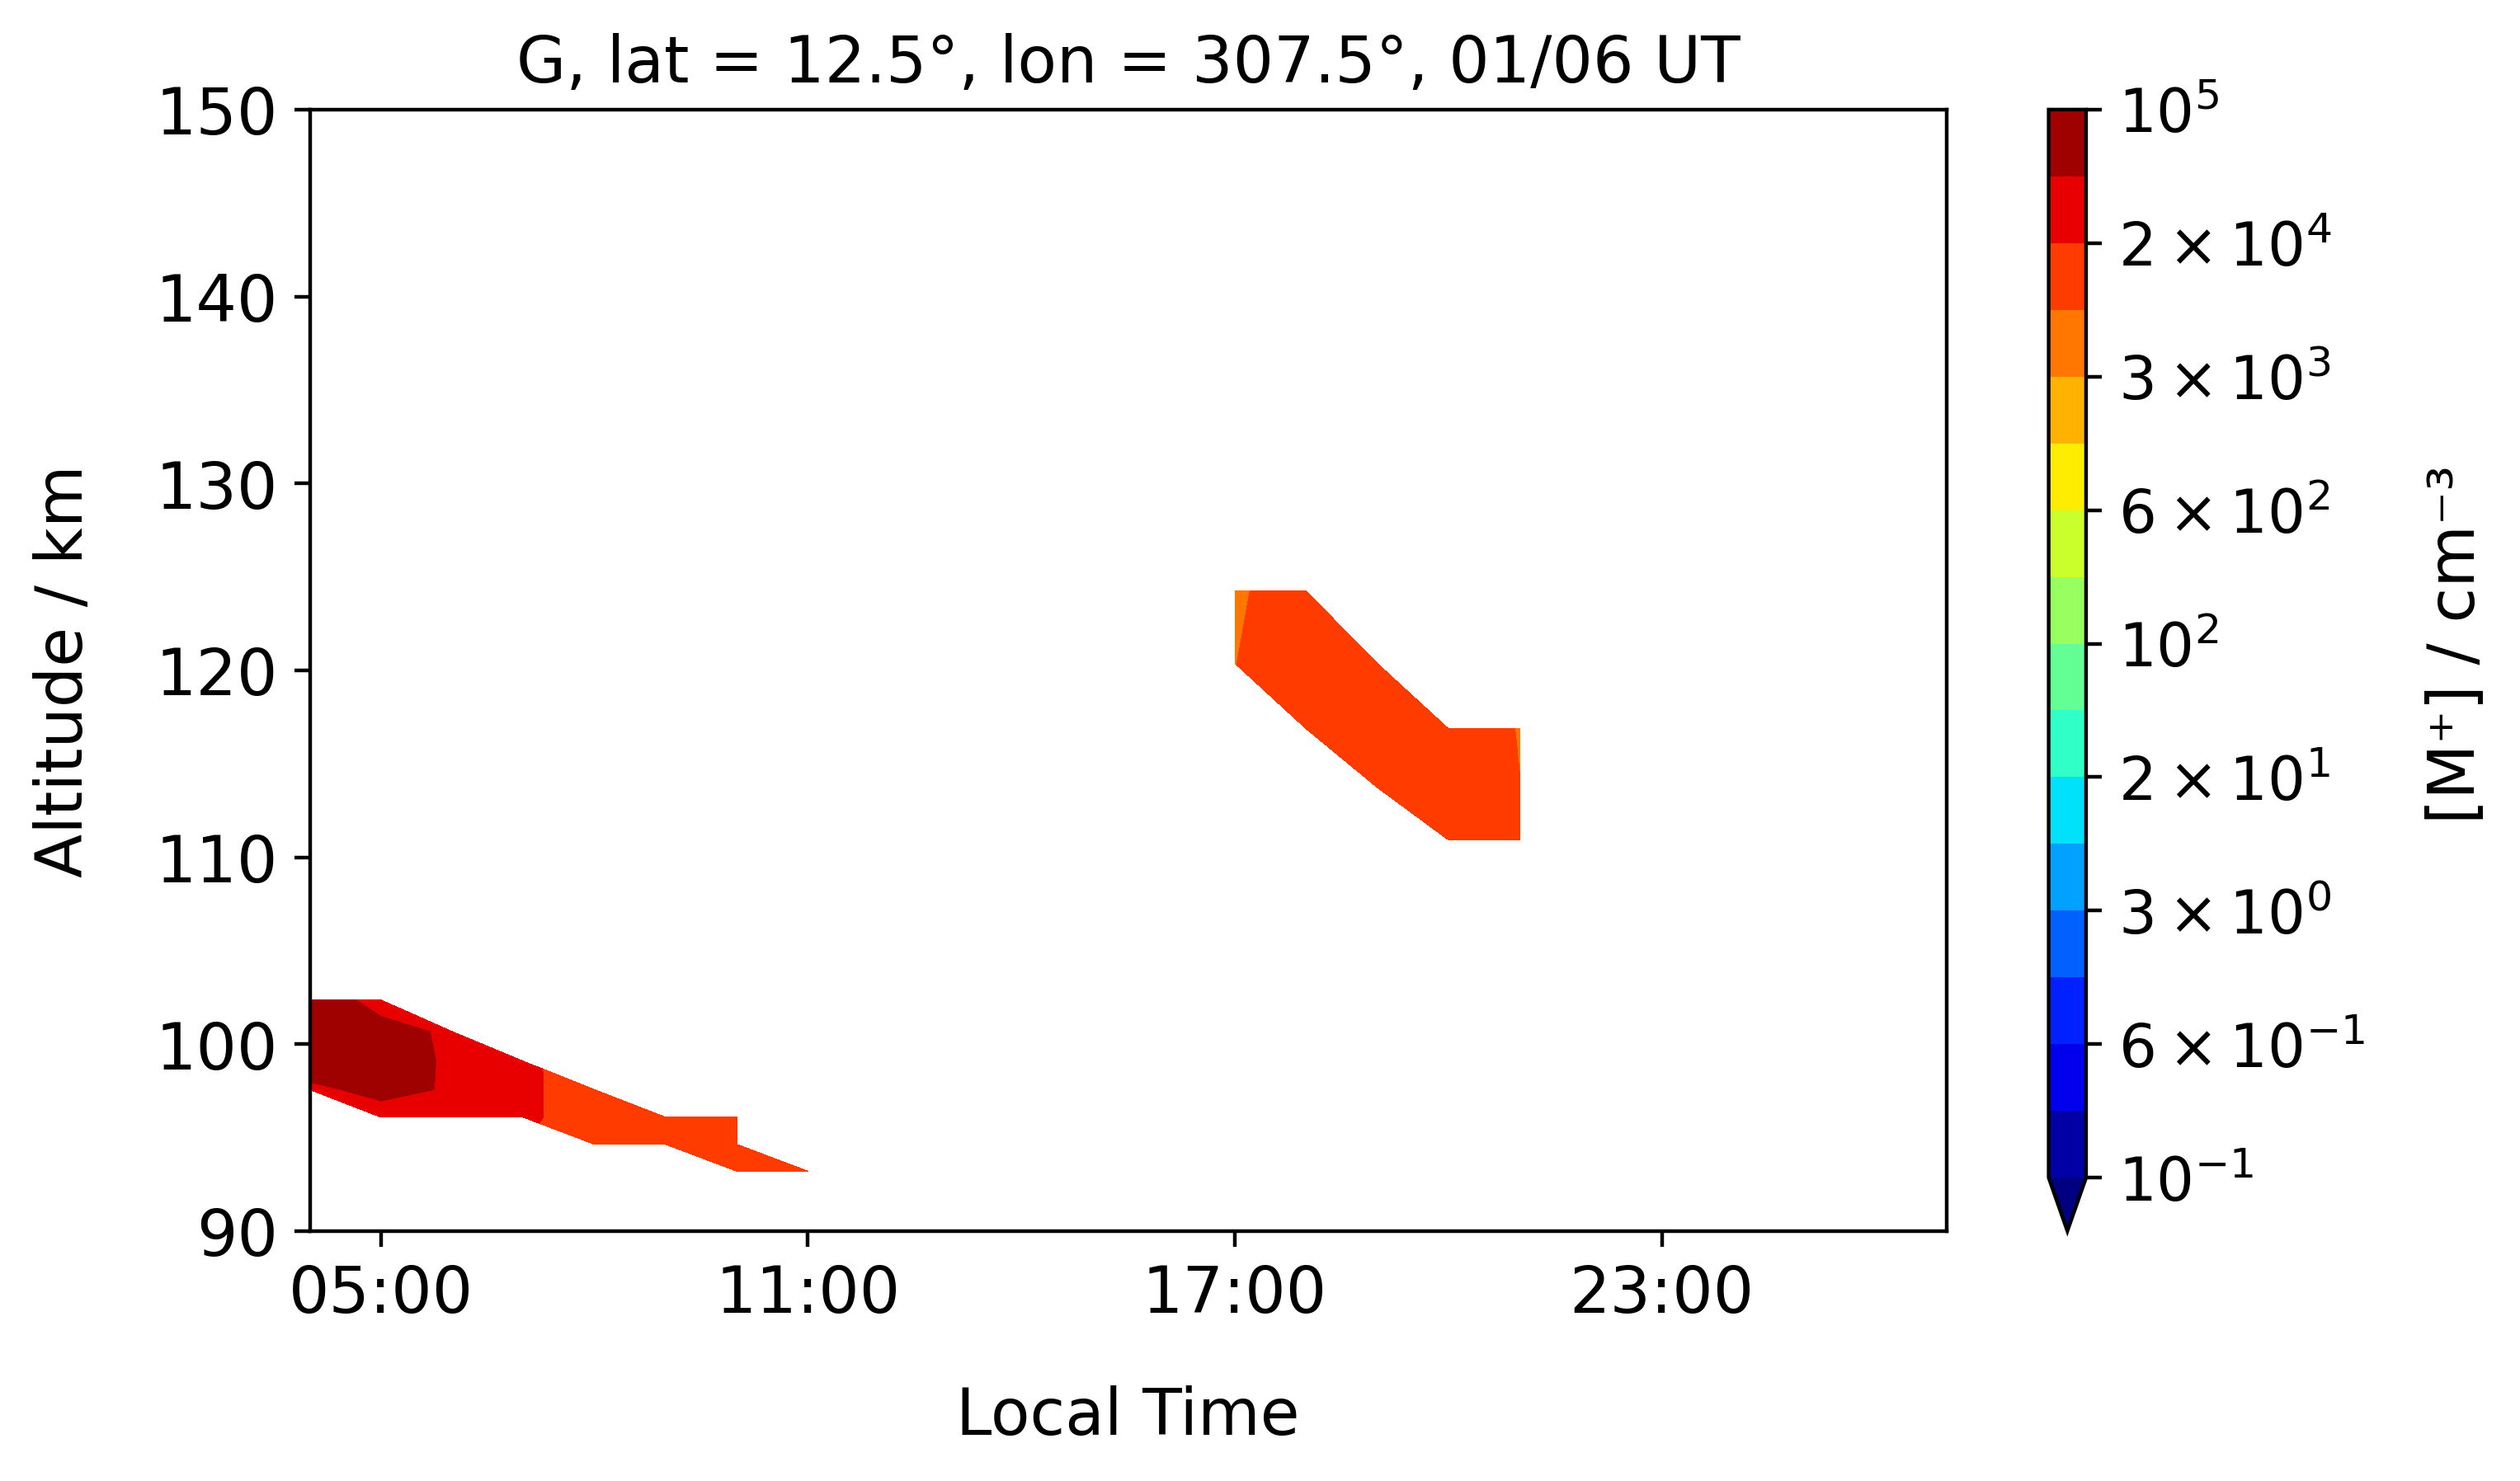 G, lat = 12.5°, lon = 307.5°, 01/06 UT
150
140
130
120
110
100
90
Altitude / km
05:00
11:00
17:00
23:00
Local Time
10⁵
2 × 10⁴
3 × 10³
6 × 10²
10²
2 × 10¹
3 × 10⁰
6 × 10⁻¹
10⁻¹
[M⁺] / cm⁻³